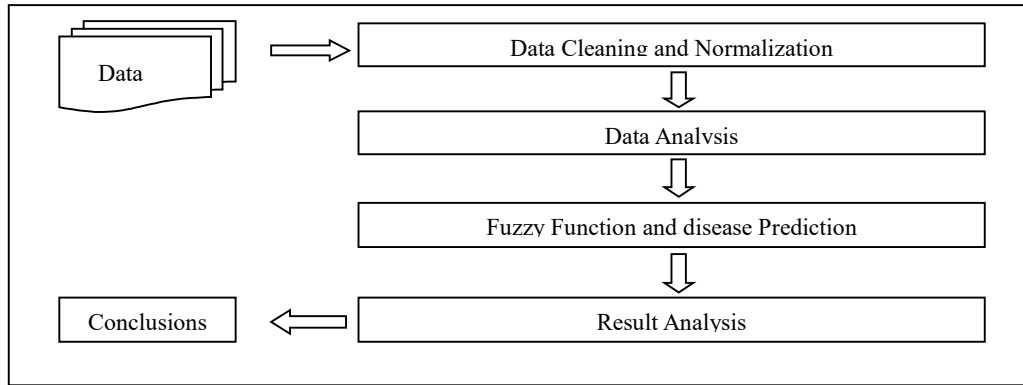 Data
Data Cleaning and Normalization
Data Analysis
Fuzzy Function and disease Prediction
Result Analysis
Conclusions